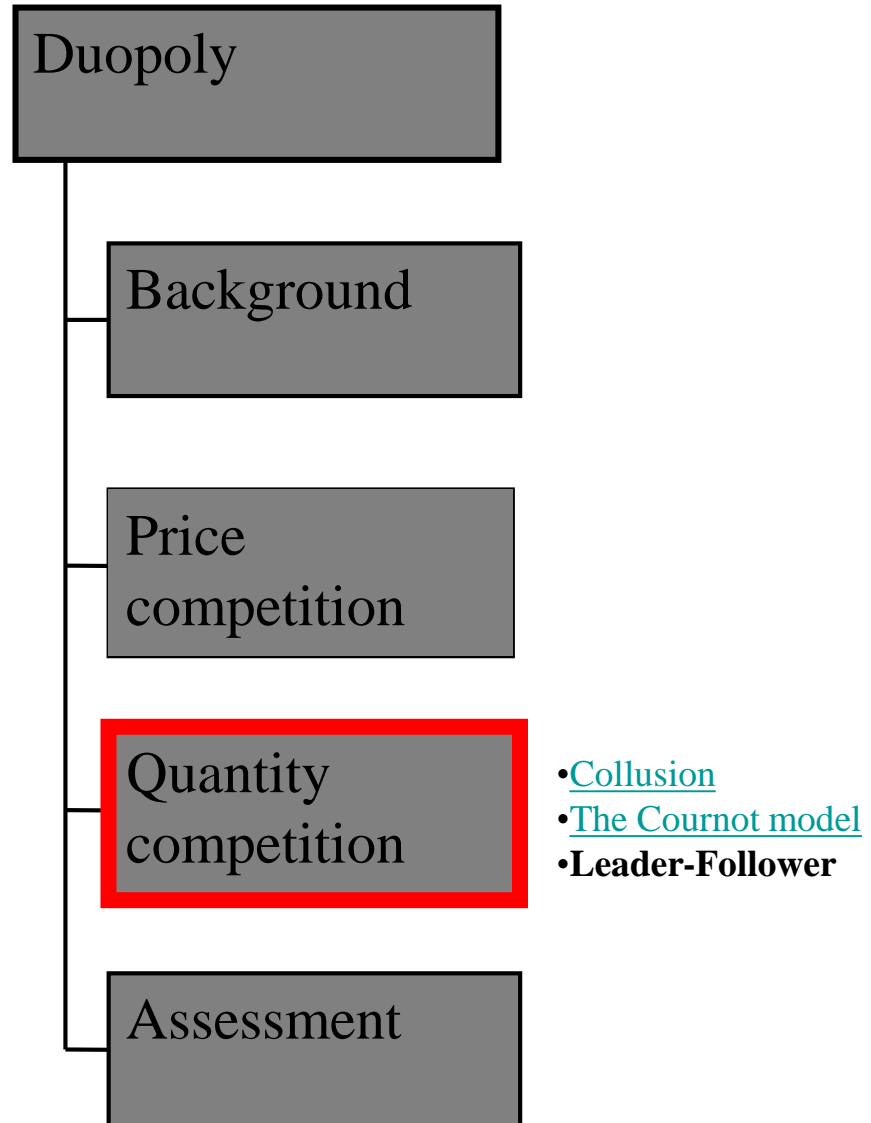 Duopoly
Background
Price
competition
Quantity
competition
•Collusion
•The Cournot model
•Leader-Follower
Assessment